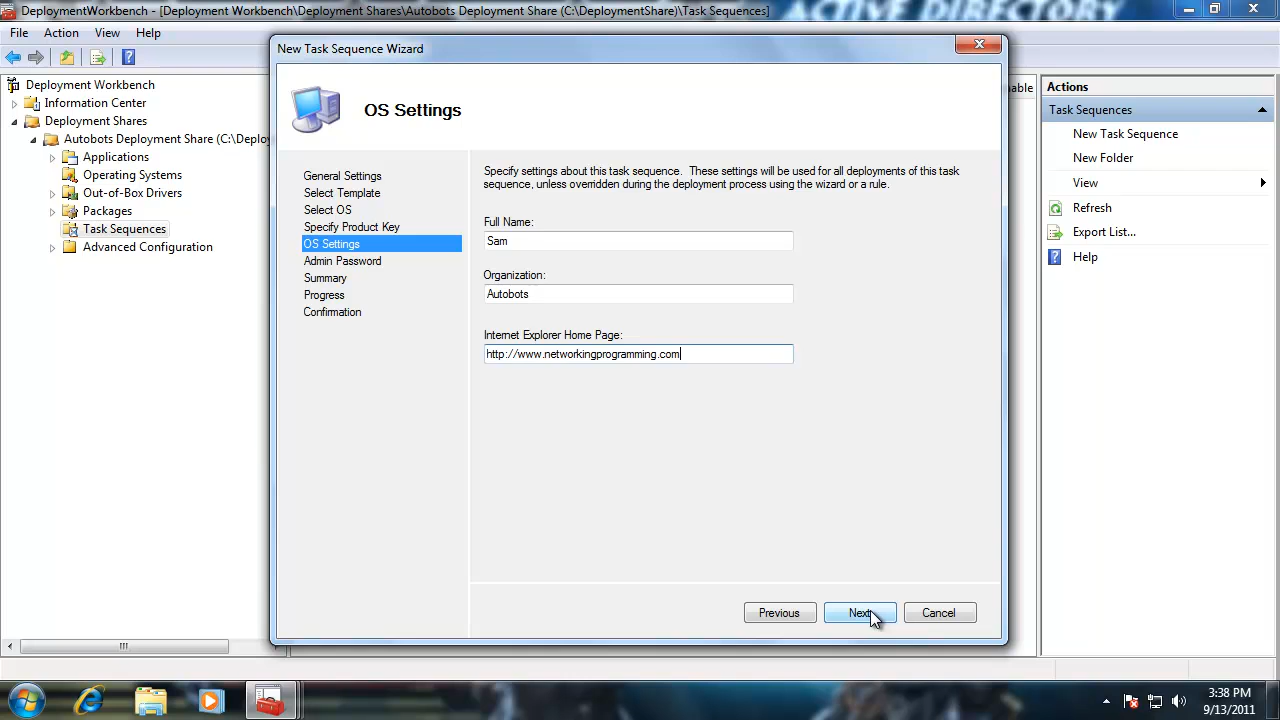 DeploymentWorkbench - [Deployment Workbench\Deployment Shares\Autobots Deployment Share (C:\DeploymentShare)\Task Sequences]
ACTIVE DIRECTORY
File Action View Help
Deployment Workbench
Information Center
Deployment Shares
Autobots Deployment Share (C:\Deplo
Applications
Operating Systems
Out-of-Box Drivers
Packages
Task Sequences
Advanced Configuration
New Task Sequence Wizard
OS Settings
General Settings
Select Template
Select OS
Specify Product Key
OS Settings
Admin Password
Summary
Progress
Confirmation
Specify settings about this task sequence. These settings will be used for all deployments of this task
sequence, unless overridden during the deployment process using the wizard or a rule.
Full Name:
Sam
Organization:
Autobots
Internet Explorer Home Page:
http://www.networkingprogramming.com
Previous Next Cancel
nable
Actions
Task Sequences
New Task Sequence
New Folder
View
Refresh
Export List...
Help
3:38 PM
9/13/2011